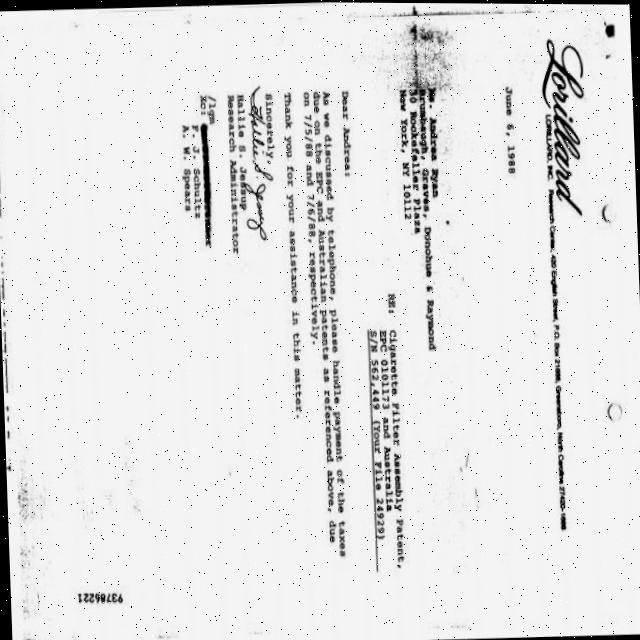 Lorillard
LORILLARD, INC. Research Center, 420 English Street, P.O. Box 21688, Greensboro, North Carolina 27420-1688
June 6, 1988
Ms. Andrea Ryan
Brumbaugh, Graves, Donohue & Raymond
30 Rockefeller Plaza
New York, NY 10112
RE: Cigarette Filter Assembly Patent,
EPC 0101173 and Australia
S/N 562,449 (Your File 24929)
Dear Andrea:
As we discussed by telephone, please handle payment of the taxes
due on the EPC and Australian patents as referenced above, due
on 7/5/88 and 7/6/88, respectively.
Thank you for your assistance in this matter.
Sincerely,
Hallie S. Jessup
Hallie S. Jessup
Research Administrator
/lgm
xc:
F. J. Schultz
A. W. Spears
93786221